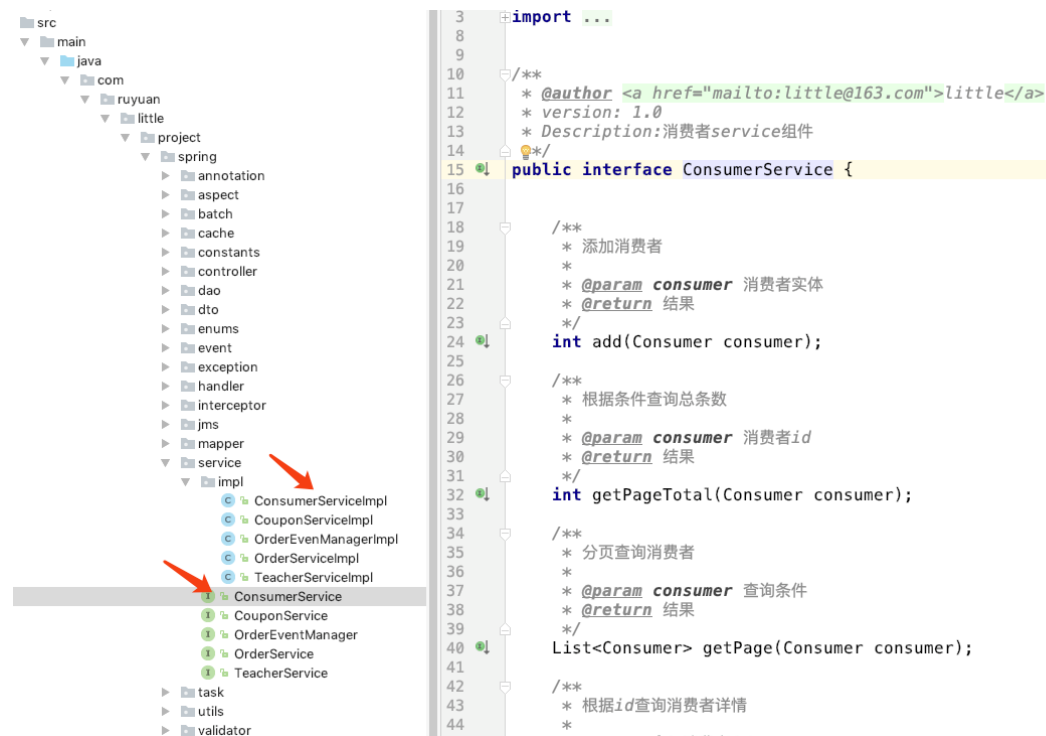 src
main
java
com
ruyuan
little
project
spring
annotation
aspect
batch
cache
constants
controller
dao
dto
enums
event
exception
handler
interceptor
jms
mapper
service
impl
ConsumerServiceImpl
CouponServiceImpl
OrderEvenManagerImpl
OrderServiceImpl
TeacherServiceImpl
ConsumerService
CouponService
OrderEventManager
OrderService
TeacherService
task
utils
validator
3 import ...
8
9
10 /**
11 * @author <a href="mailto:little@163.com">little</a>
12 * version: 1.0
13 * Description:消费者service组件
14 */
15 public interface ConsumerService {
16
17
18 /**
19 * 添加消费者
20 *
21 * @param consumer 消费者实体
22 * @return 结果
23 */
24 int add(Consumer consumer);
25
26 /**
27 * 根据条件查询总条数
28 *
29 * @param consumer 消费者id
30 * @return 结果
31 */
32 int getPageTotal(Consumer consumer);
33
34 /**
35 * 分页查询消费者
36 *
37 * @param consumer 查询条件
38 * @return 结果
39 */
40 List<Consumer> getPage(Consumer consumer);
41
42 /**
43 * 根据id查询消费者详情
44 *